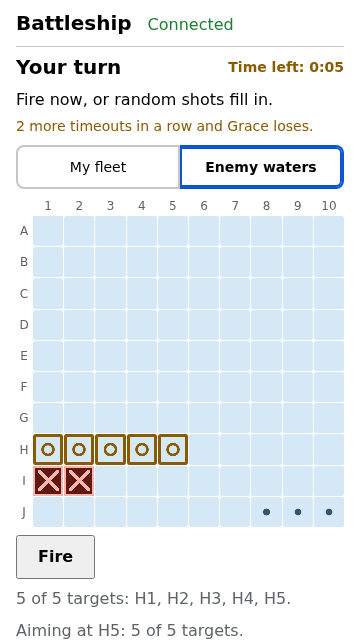 Battleship Connected
Your turn Time left: 0:05
Fire now, or random shots fill in.
2 more timeouts in a row and Grace loses.
My fleet Enemy waters
1 2 3 4 5 6 7 8 9 10
A
B
C
D
E
F
G
H
I
J
Fire
5 of 5 targets: H1, H2, H3, H4, H5.
Aiming at H5: 5 of 5 targets.